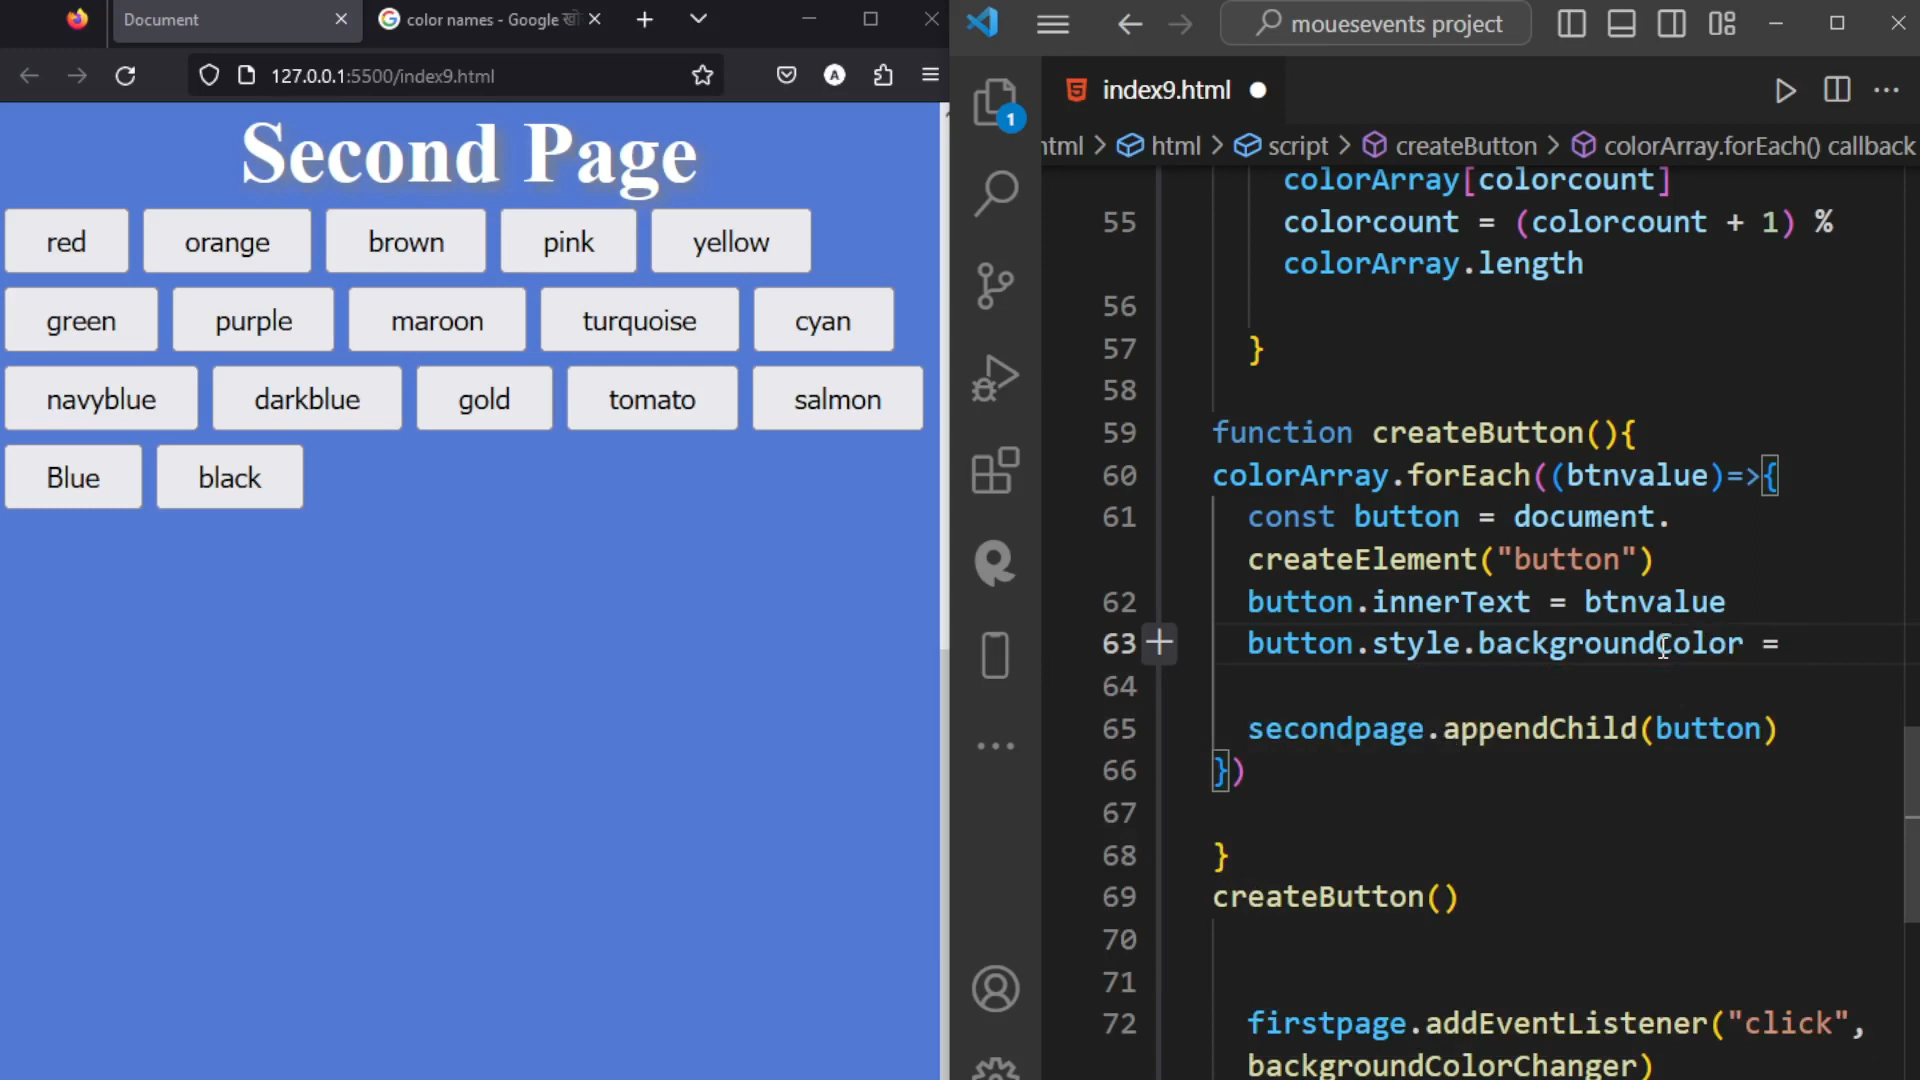 Document
color names - Google खो
127.0.0.1:5500/index9.html
A
Second Page
red
orange
brown
pink
yellow
green
purple
maroon
turquoise
cyan
navyblue
darkblue
gold
tomato
salmon
Blue
black
mouesevents project
1
index9.html
html > html > script > createButton > colorArray.forEach() callback
colorArray[colorcount]
55 colorcount = (colorcount + 1) %
colorArray.length
56
57 }
58
59 function createButton(){
60 colorArray.forEach((btnvalue)=>{
61 const button = document.
createElement("button")
62 button.innerText = btnvalue
63 button.style.backgroundColor =
64
65 secondpage.appendChild(button)
66 })
67
68 }
69 createButton()
70
71
72 firstpage.addEventListener("click",
backgroundColorChanger)